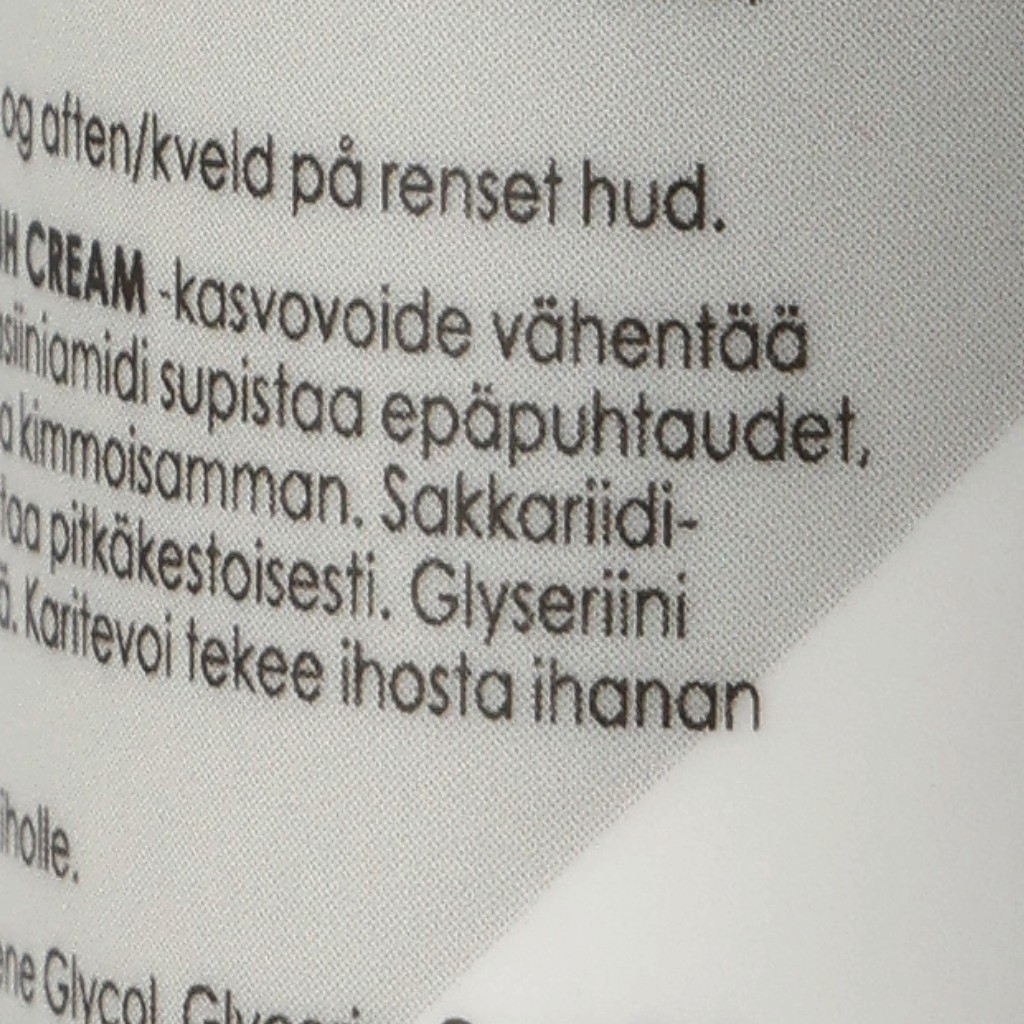 og aften/kveld på renset hud.
CREAM -kasvovoide vähentää
supistaa epäpuhtaudet,
kimmoisamman. Sakkariidi-
pitkäkestoisesti. Glyseriini
Karitevoi tekee ihosta ihanan
iholle.
Glycol,